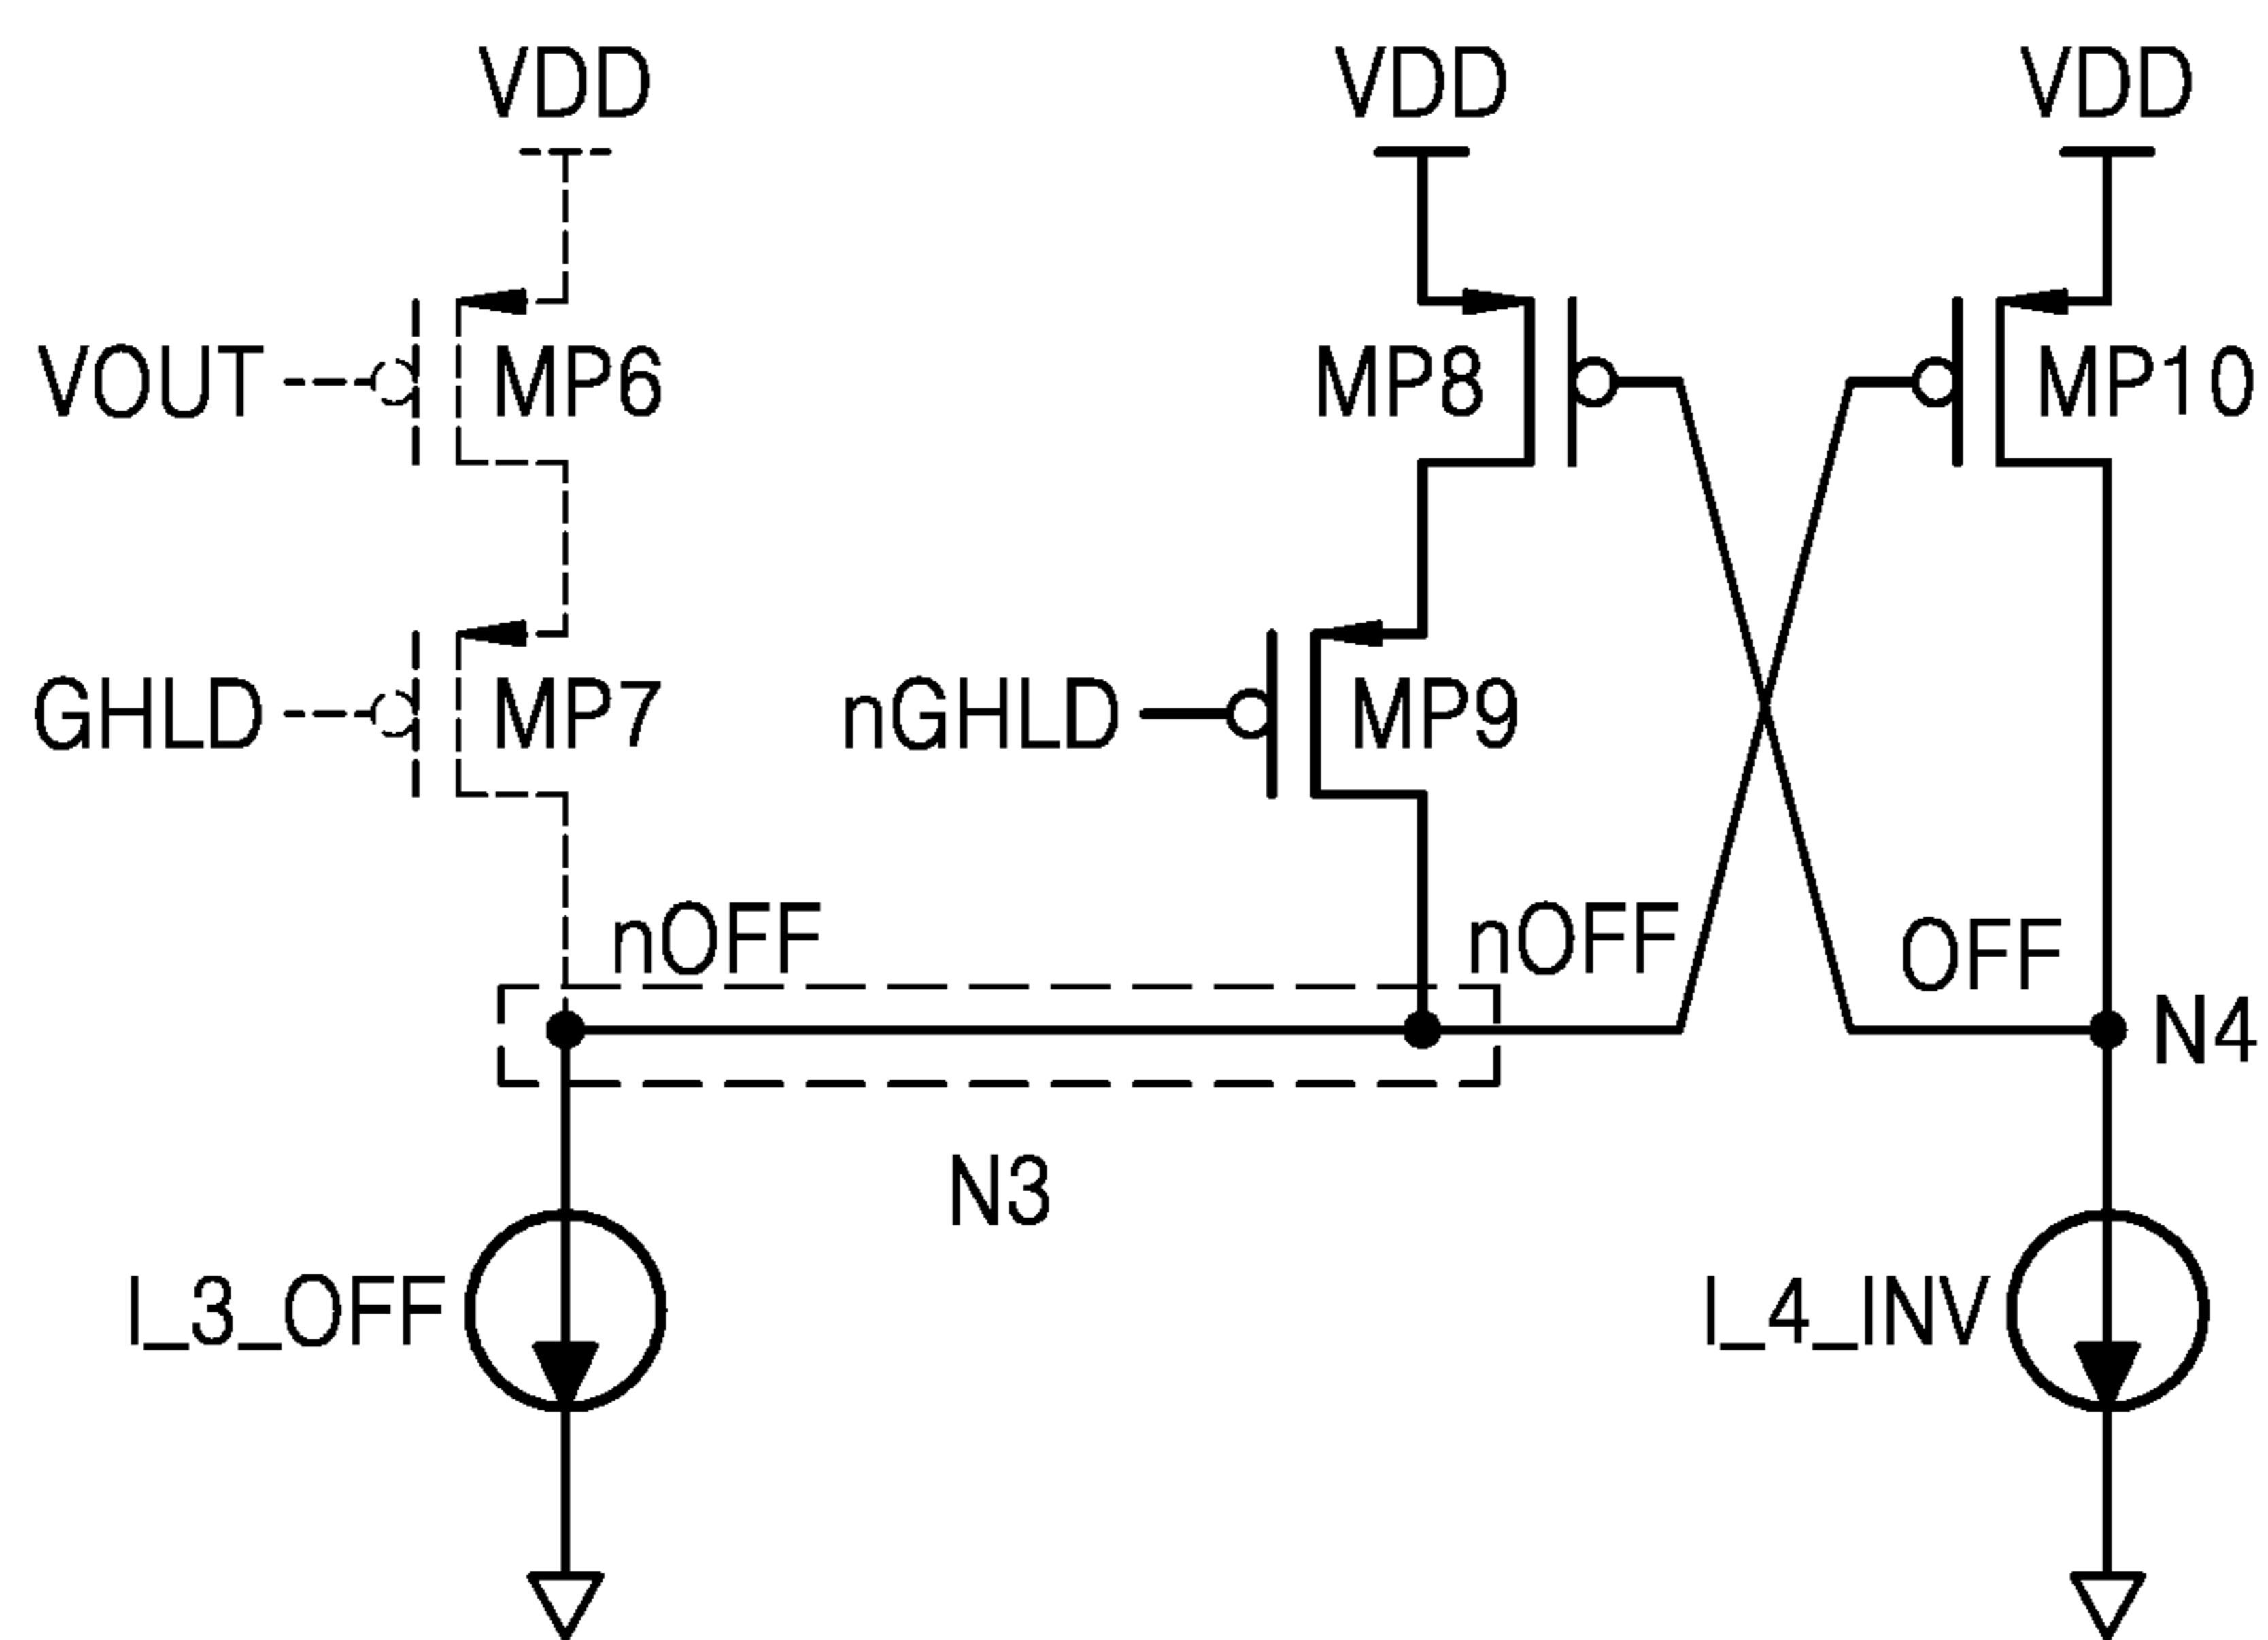 VDD VDD VDD
VOUT MP6 MP8 MP10
GHLD MP7 nGHLD MP9
nOFF nOFF OFF
N4
N3
I_3_OFF I_4_INV